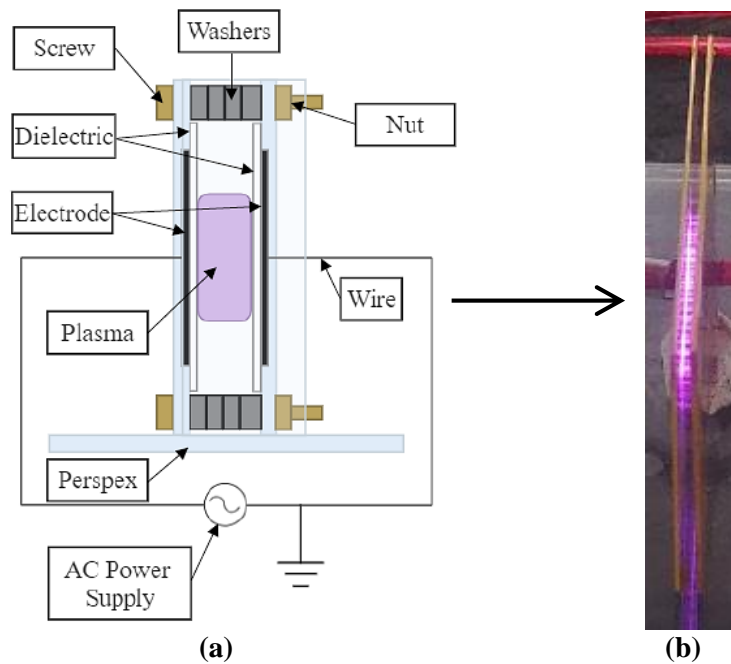 Washers
Screw
Nut
Dielectric
Electrode
Wire
Plasma
Perspex
AC Power
Supply
(a)
(b)